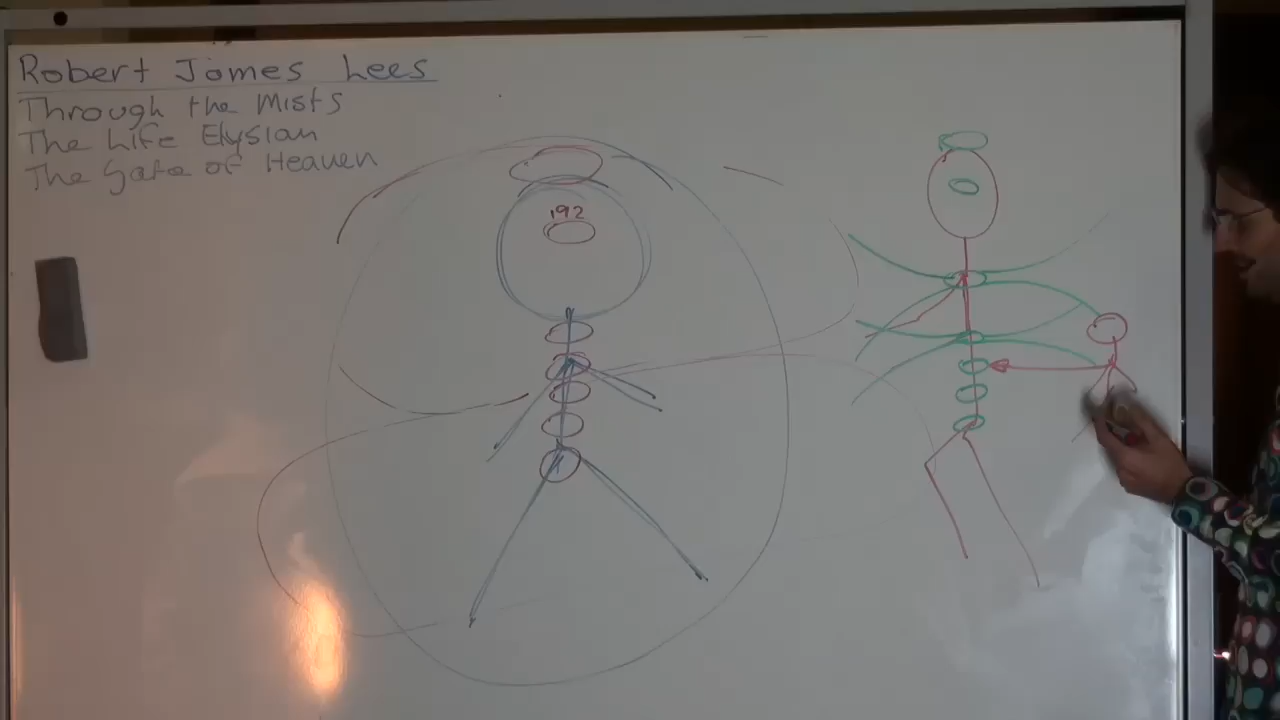 Robert James Lees
Through the Mists
The Life Elysian
The Gate of Heaven
192